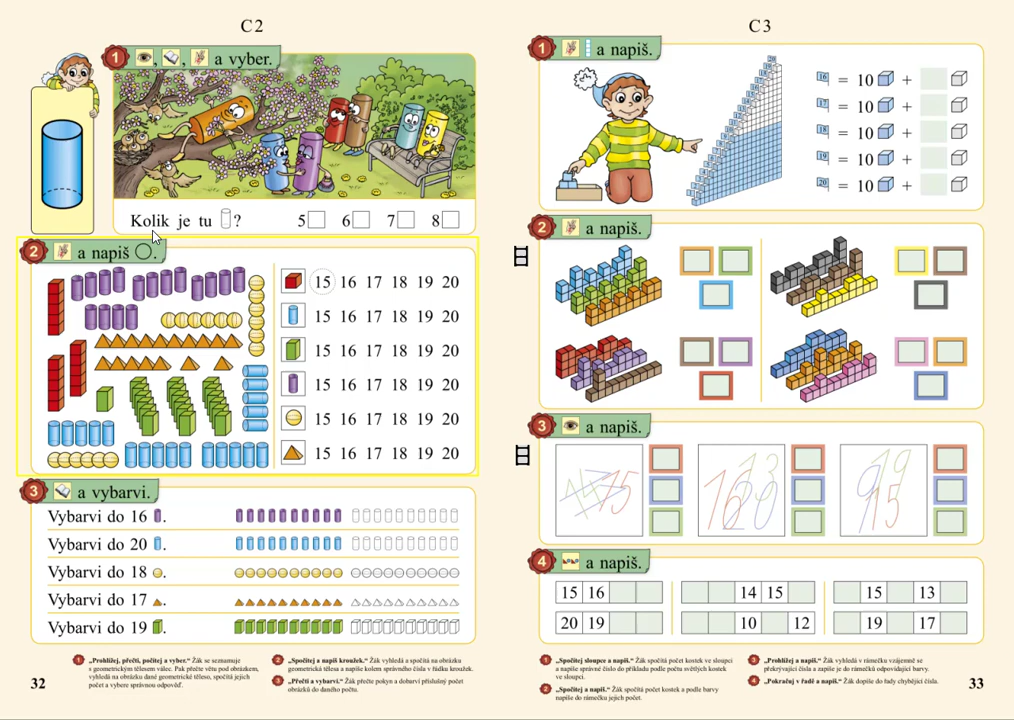 C2
1 , , a vyber.
Kolik je tu ? 5 6 7 8
2 a napiš
15 16 17 18 19 20
15 16 17 18 19 20
15 16 17 18 19 20
15 16 17 18 19 20
15 16 17 18 19 20
15 16 17 18 19 20
3 a vybarvi.
Vybarvi do 16 .
Vybarvi do 20 .
Vybarvi do 18 .
Vybarvi do 17 .
Vybarvi do 19 .
1 „Prohlížej, přečti, počítej a vyber.“ Žák se seznamuje
s geometrickým tělesem válec. Pak přečte větu pod obrázkem,
vyhledá na obrázku dané geometrické těleso, spočítá jejich
počet a vybere správnou odpověď.
2 „Spočítej a napiš kroužek.“ Žák vyhledá a spočítá na obrázku
geometrická tělesa a napíše kolem správného čísla v řádku kroužek.
3 „Přečti a vybarvi.“ Žák přečte pokyn a dobarví příslušný počet
obrázků do daného počtu.
32
C3
1 a napiš.
16 = 10 +
17 = 10 +
18 = 10 +
19 = 10 +
20 = 10 +
2 a napiš.
3 a napiš.
4 a napiš.
15 16
14 15
15 13
20 19
10 12
19 17
1 „Spočítej sloupce a napiš.“ Žák spočítá počet kostek ve sloupci
a napíše správné číslo do příkladu podle počtu světlých kostek
ve sloupci.
2 „Spočítej a napiš.“ Žák spočítá počet kostek a podle barvy
napíše do rámečku jejich počet.
3 „Prohlížej a napiš.“ Žák vyhledá v rámečku vzájemně se
překrývající čísla a zapíše je do rámečků odpovídající barvy.
4 „Pokračuj v řadě a napiš.“ Žák dopíše do řady chybějící čísla.
33